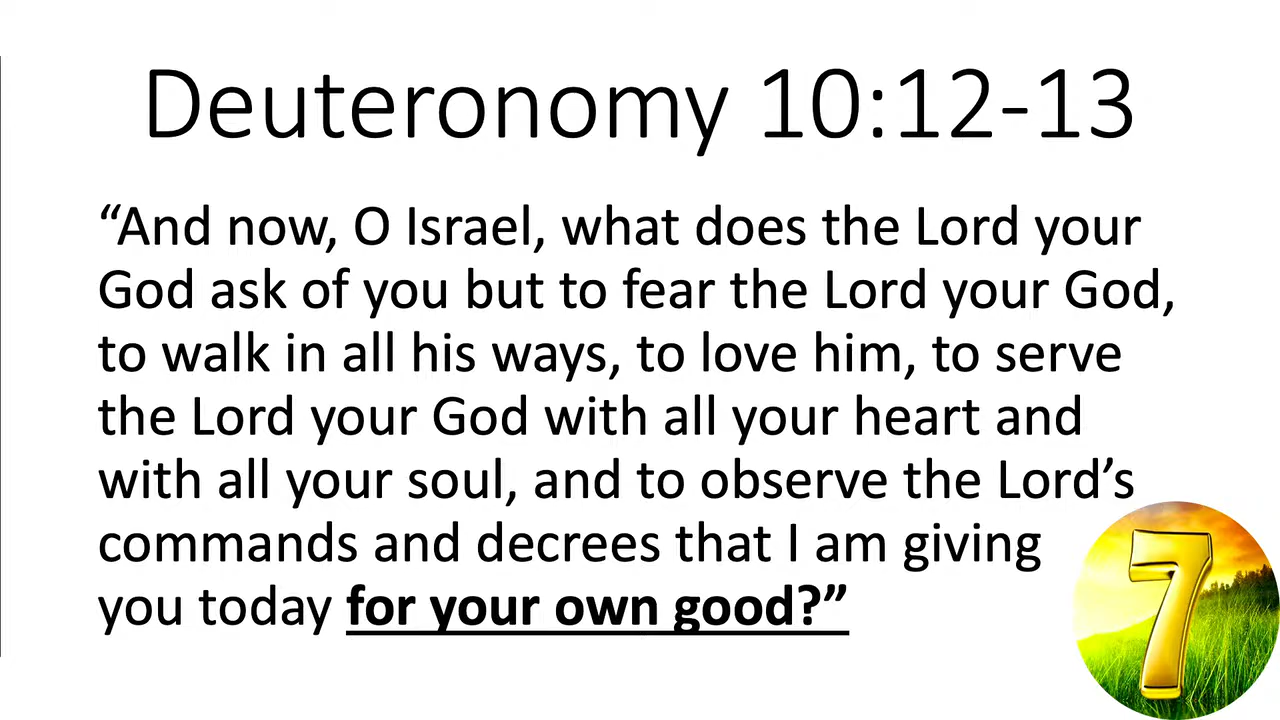 Deuteronomy 10:12-13
“And now, O Israel, what does the Lord your
God ask of you but to fear the Lord your God,
to walk in all his ways, to love him, to serve
the Lord your God with all your heart and
with all your soul, and to observe the Lord’s
commands and decrees that I am giving
you today for your own good?”
7